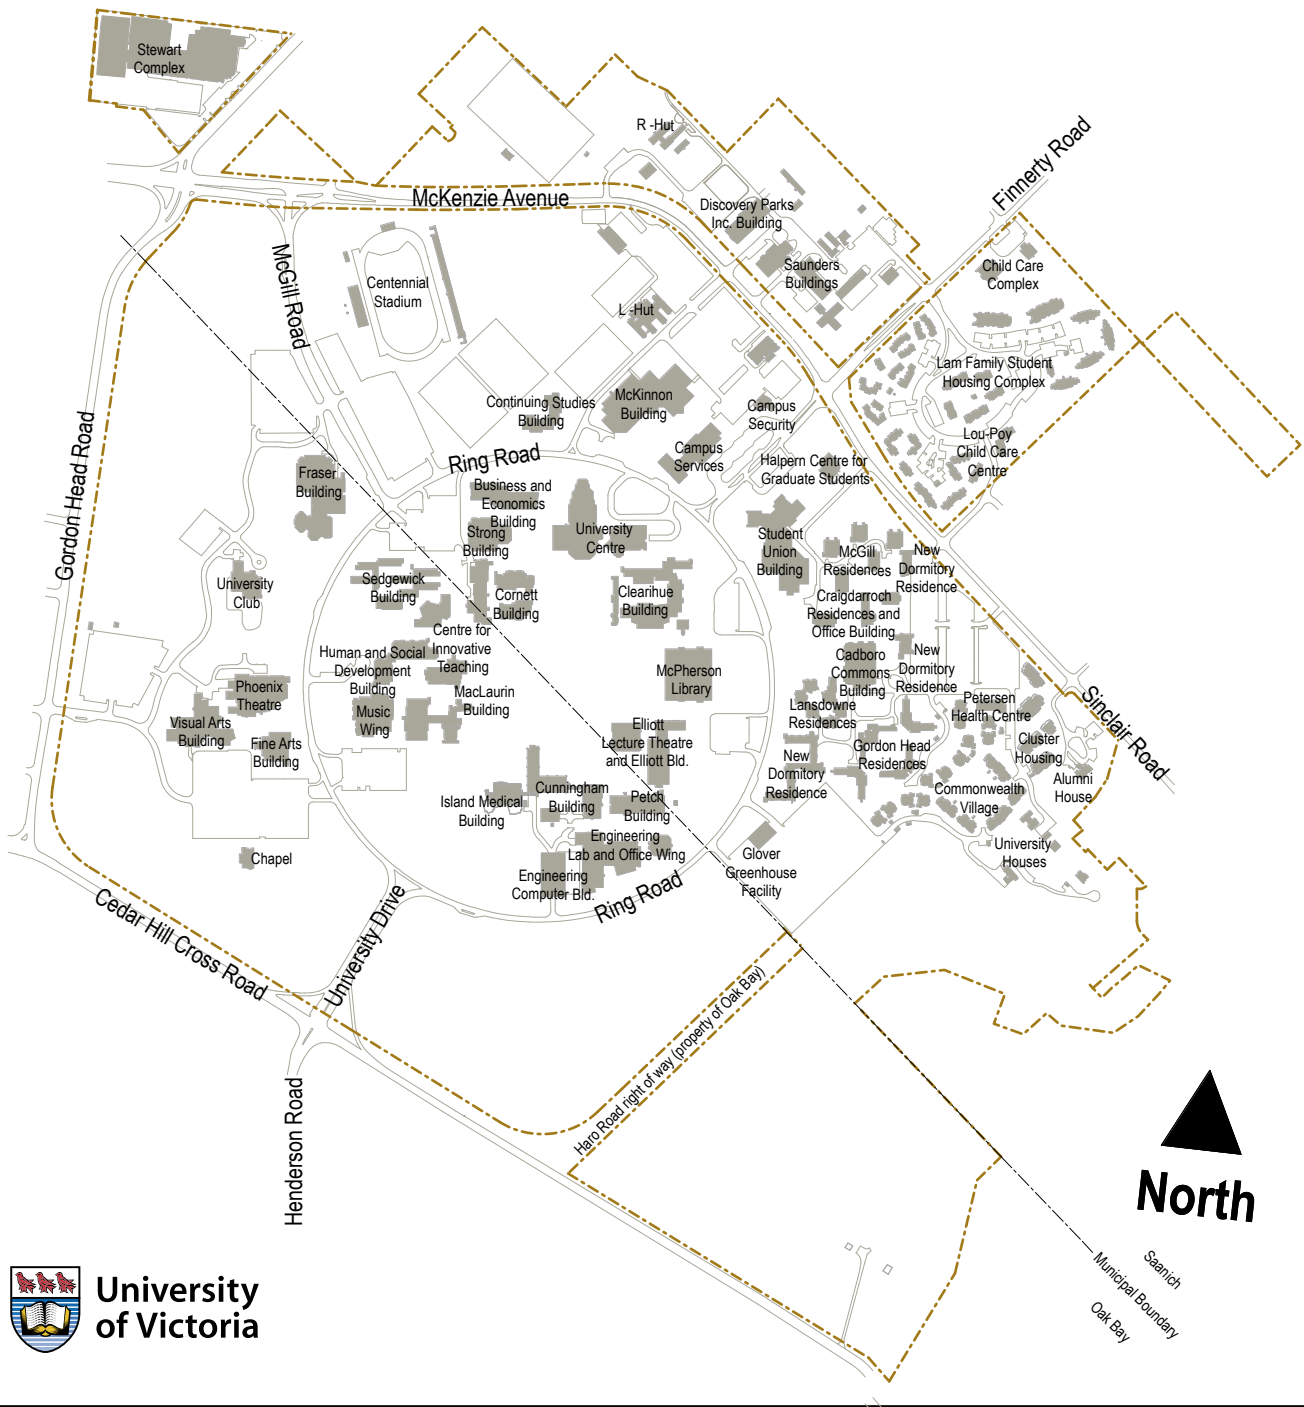 Stewart
Complex
R -Hut
Finnerty Road
McKenzie Avenue
Discovery Parks
Inc. Building
McGill Road
Centennial
Stadium
Saunders
Buildings
Child Care
Complex
L -Hut
Lam Family Student
Housing Complex
Continuing Studies
Building
McKinnon
Building
Campus
Security
Gordon Head Road
Ring Road
Campus
Services
Lou-Poy
Child Care
Centre
Halpern Centre for
Graduate Students
Fraser
Building
Business and
Economics
Building
Strong
Building
University
Centre
Student
Union
Building
McGill
Residences
New
Dormitory
Residence
University
Club
Sedgewick
Building
Cornett
Building
Clearihue
Building
Craigdarroch
Residences and
Office Building
Centre for
Innovative
Teaching
Human and Social
Development
Building
McPherson
Library
Cadboro
Commons
Building
New
Dormitory
Residence
Phoenix
Theatre
MacLaurin
Building
Music
Wing
Lansdowne
Residences
Petersen
Health Centre
Sinclair Road
Visual Arts
Building
Fine Arts
Building
Elliott
Lecture Theatre
and Elliott Bld.
Gordon Head
Residences
Cluster
Housing
New
Dormitory
Residence
Alumni
House
Island Medical
Building
Cunningham
Building
Petch
Building
Commonwealth
Village
Engineering
Lab and Office Wing
University
Houses
Chapel
Engineering
Computer Bld.
Glover
Greenhouse
Facility
Ring Road
Cedar Hill Cross Road
University Drive
Haro Road right of way (property of Oak Bay)
Henderson Road
North
Saanich
Municipal Boundary
Oak Bay
University
of Victoria